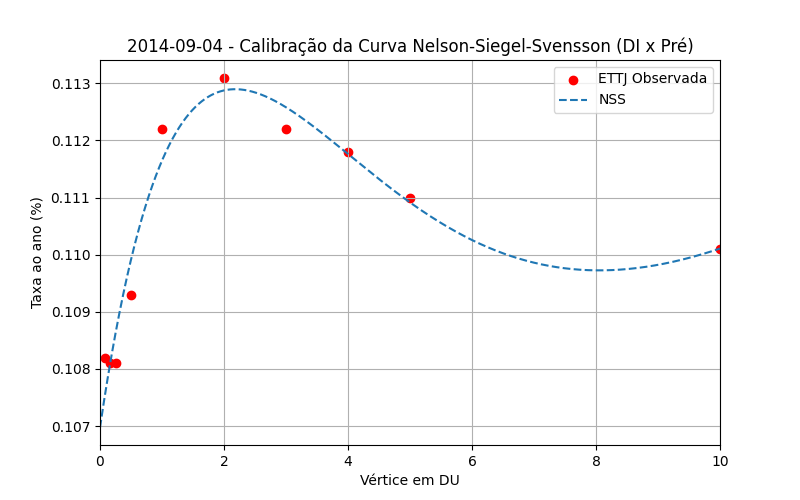 2014-09-04 - Calibração da Curva Nelson-Siegel-Svensson (DI x Pré)
ETTJ Observada
NSS
Taxa ao ano (%)
0.113
0.112
0.111
0.110
0.109
0.108
0.107
0 2 4 6 8 10
Vértice em DU